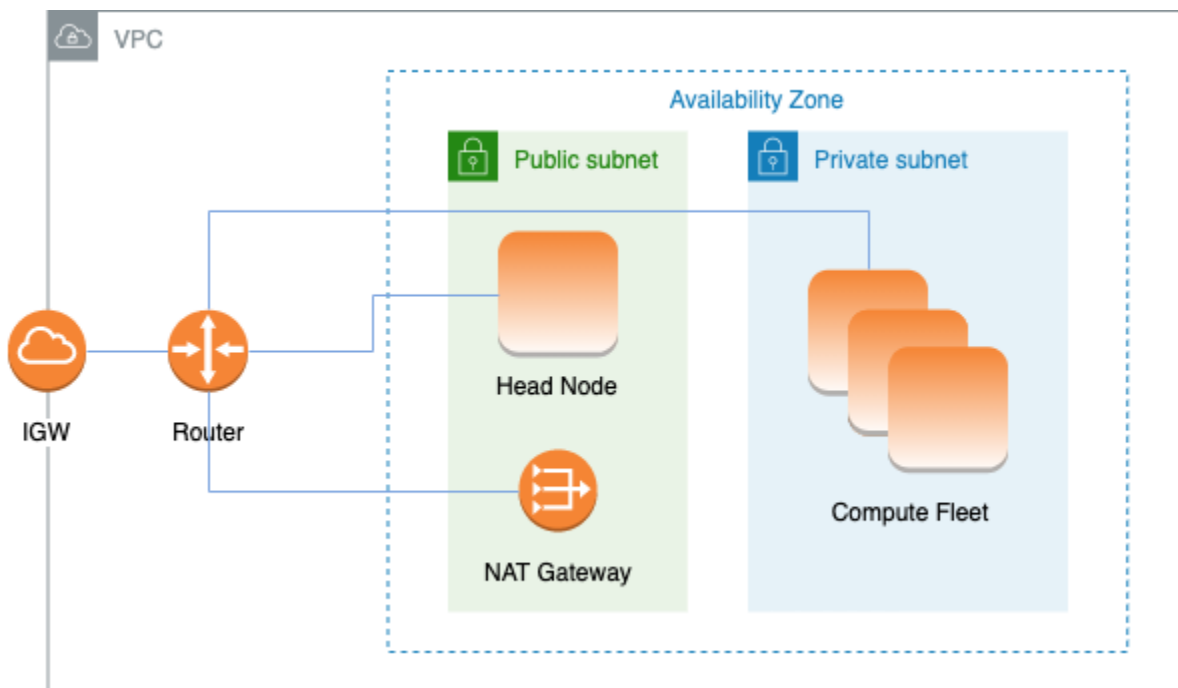 VPC
Availability Zone
Public subnet
Private subnet
Head Node
IGW
Router
Compute Fleet
NAT Gateway